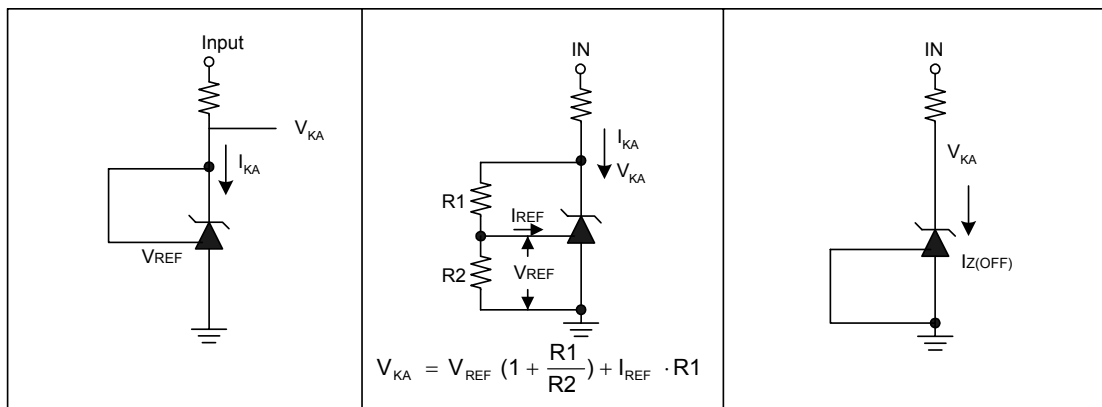 Input
V_KA
I_KA
VREF
IN
I_KA
V_KA
R1
IREF
R2
VREF
V_KA = V_REF (1 + R1/R2) + I_REF · R1
IN
V_KA
IZ(OFF)